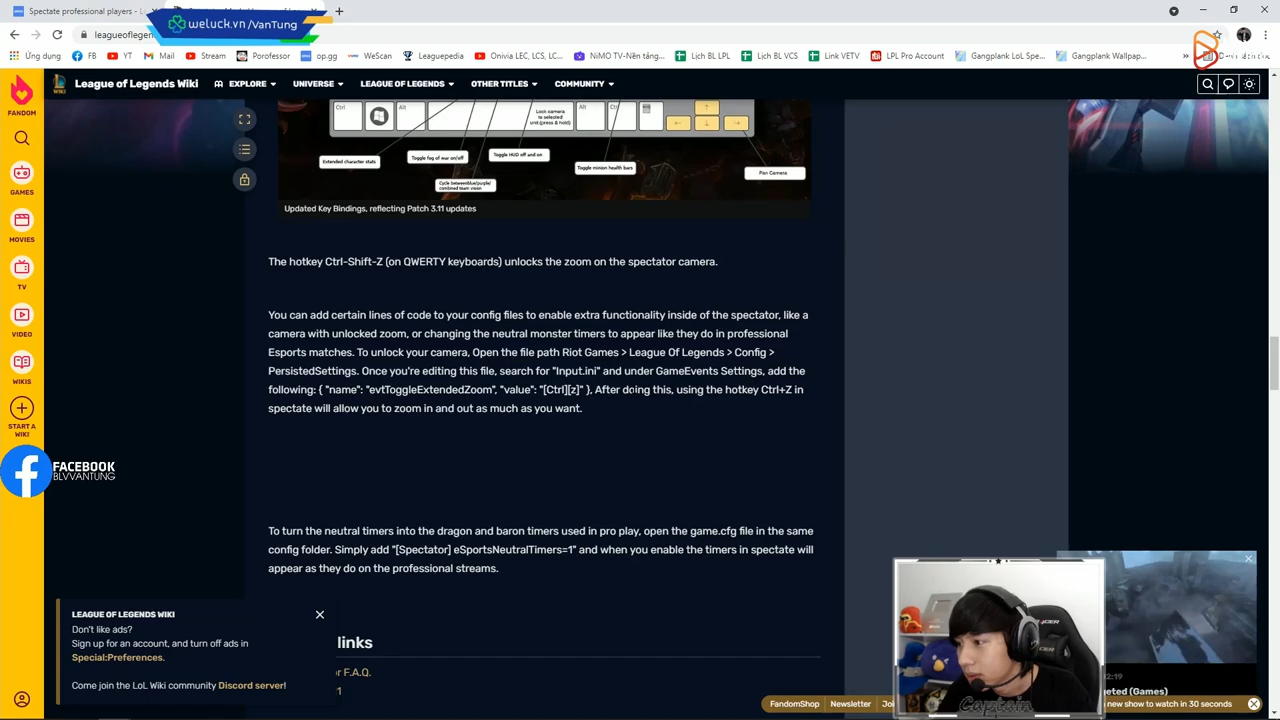 Spectate professional players - L
weluck.vn/VanTung
leagueofleger
Ứng dụng
FB
YT
Mail
Stream
Porofessor
op.gg
WeScan
Leaguepedia
Onivia LEC, LCS, LC...
NiMO TV-Nền tảng...
Lịch BL LPL
Lịch BL VCS
Link VETV
LPL Pro Account
Gangplank LoL Spe...
Gangplank Wallpap...
»
League of Legends Wiki
EXPLORE
UNIVERSE
LEAGUE OF LEGENDS
OTHER TITLES
COMMUNITY
FANDOM
GAMES
MOVIES
TV
VIDEO
WIKIS
START A
WIKI
Ctrl
Alt
Lock camera
to selected
unit (press & hold)
Alt
Ctrl
Extended character stats
Toggle fog of war on/off
Toggle HUD off and on
Toggle minion health bars
Cycle betweenblue/purple/
combined team vision
Pan Camera
Updated Key Bindings, reflecting Patch 3.11 updates
The hotkey Ctrl-Shift-Z (on QWERTY keyboards) unlocks the zoom on the spectator camera.
You can add certain lines of code to your config files to enable extra functionality inside of the spectator, like a
camera with unlocked zoom, or changing the neutral monster timers to appear like they do in professional
Esports matches. To unlock your camera, Open the file path Riot Games > League Of Legends > Config >
PersistedSettings. Once you're editing this file, search for "Input.ini" and under GameEvents Settings, add the
following: { "name": "evtToggleExtendedZoom", "value": "[Ctrl][z]" }, After doing this, using the hotkey Ctrl+Z in
spectate will allow you to zoom in and out as much as you want.
FACEBOOK
BLVVANTUNG
To turn the neutral timers into the dragon and baron timers used in pro play, open the game.cfg file in the same
config folder. Simply add "[Spectator] eSportsNeutralTimers=1" and when you enable the timers in spectate will
appear as they do on the professional streams.
LEAGUE OF LEGENDS WIKI
Don't like ads?
Sign up for an account, and turn off ads in
Special:Preferences.
Come join the LoL Wiki community Discord server!
links
or F.A.Q.
Captain
2:19
geted (Games)
FandomShop
Newsletter
Joi
new show to watch in 30 seconds